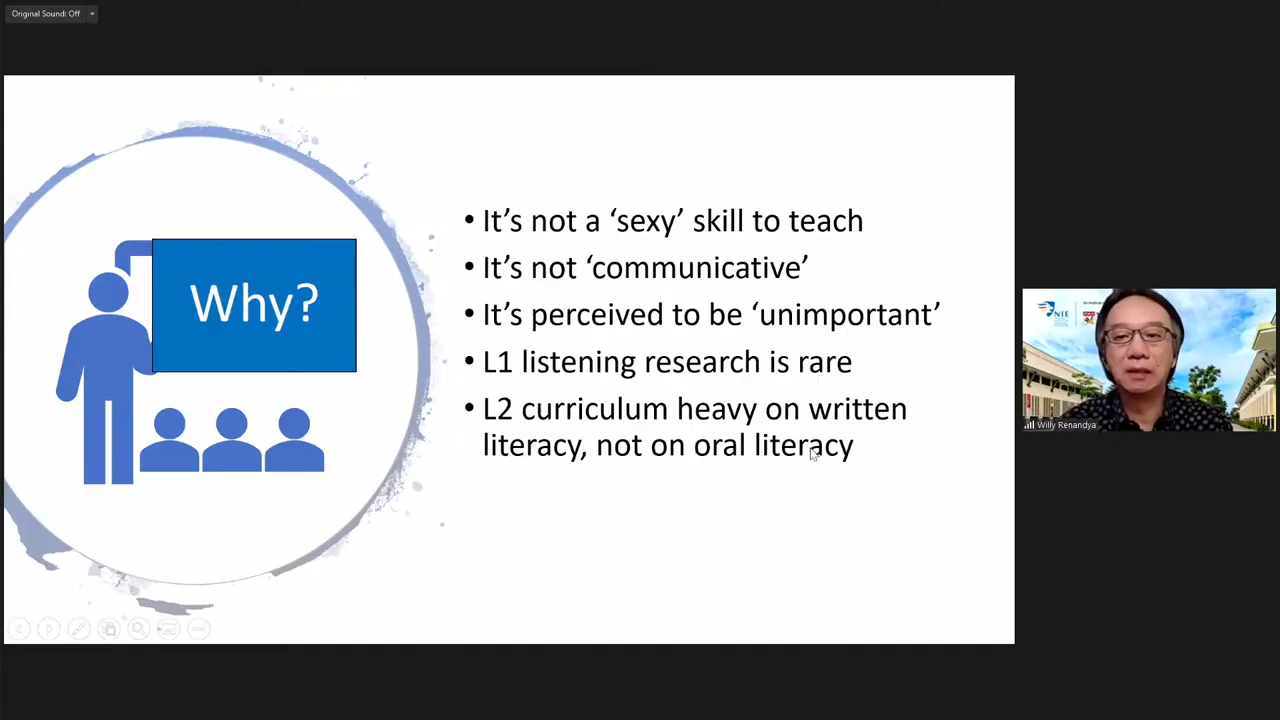 Original Sound: Off
Why?
• It’s not a ‘sexy’ skill to teach
• It’s not ‘communicative’
• It’s perceived to be ‘unimportant’
• L1 listening research is rare
• L2 curriculum heavy on written
literacy, not on oral literacy
NIE
Willy Renandya